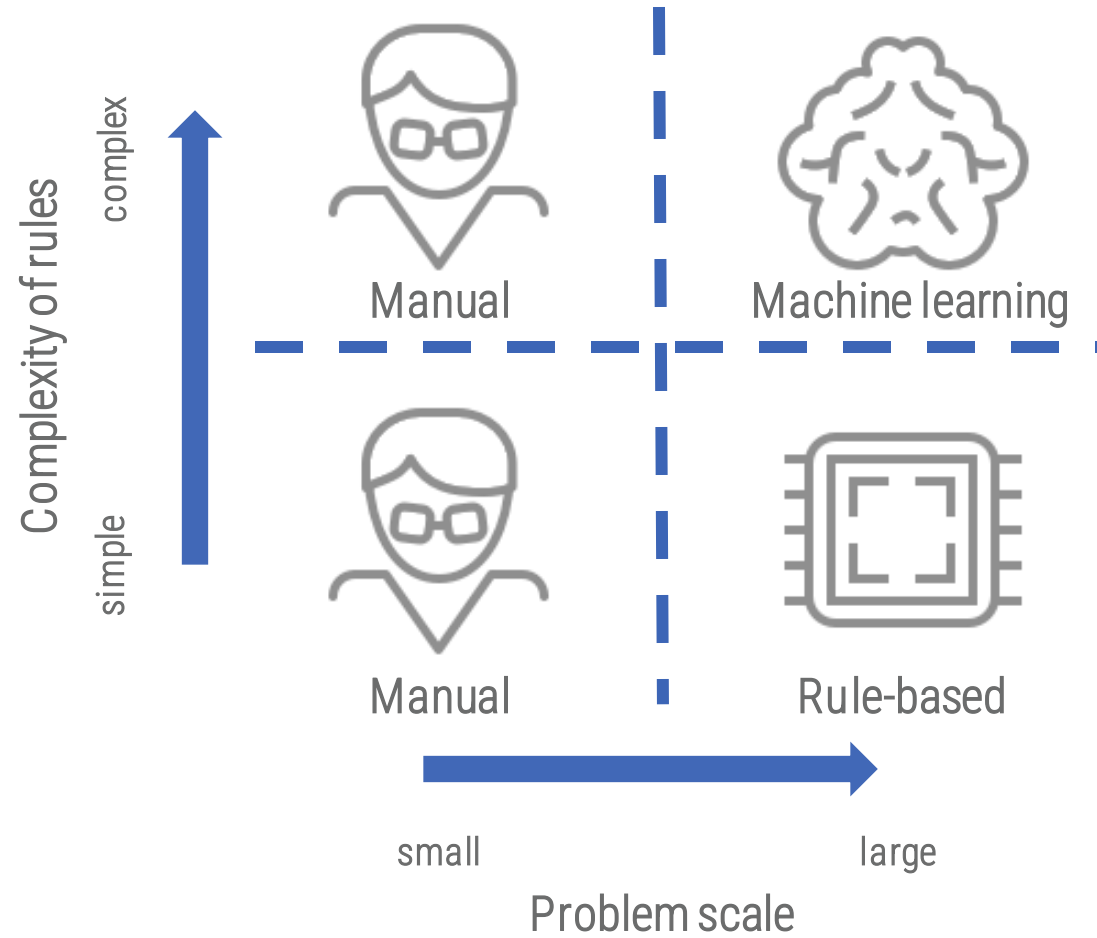 Complexity of rules
complex
simple
Manual
Machine learning
Manual
Rule-based
small
large
Problem scale